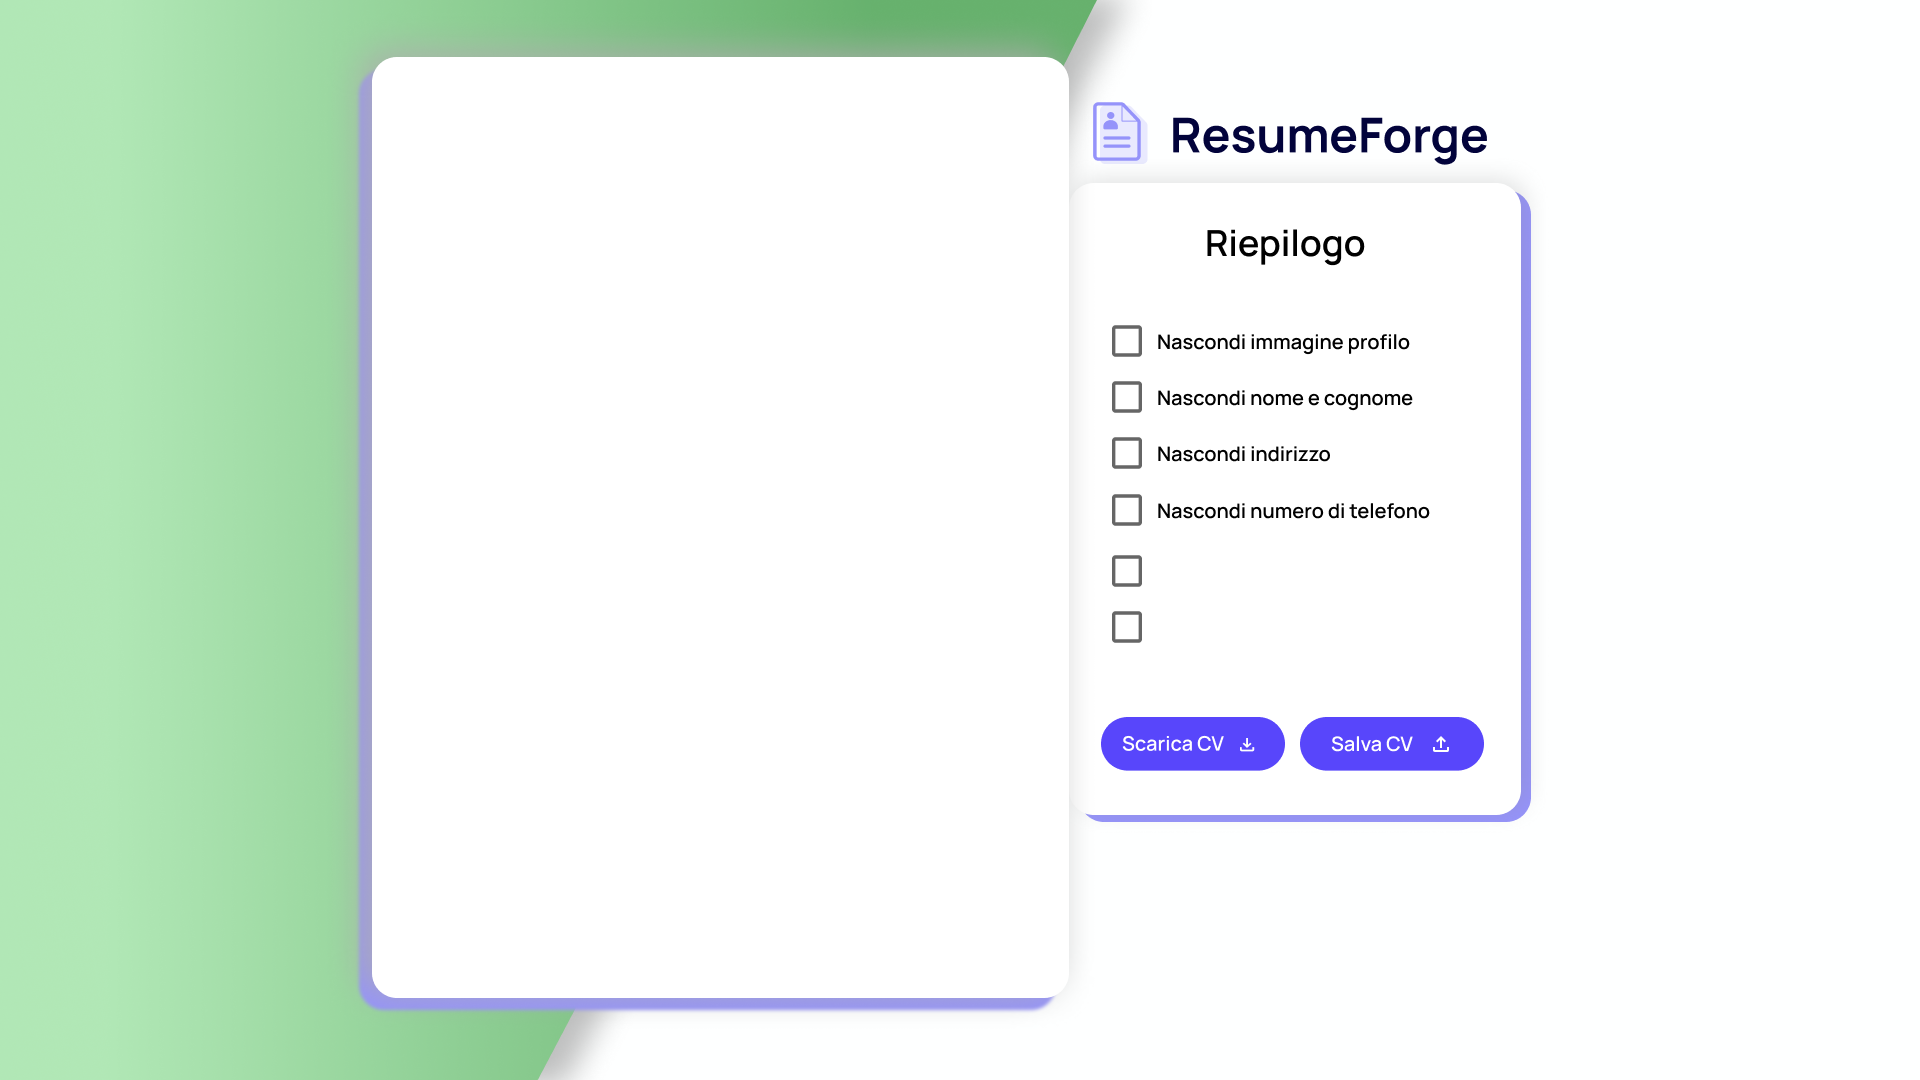 ResumeForge
Riepilogo
Nascondi immagine profilo
Nascondi nome e cognome
Nascondi indirizzo
Nascondi numero di telefono
Scarica CV
Salva CV